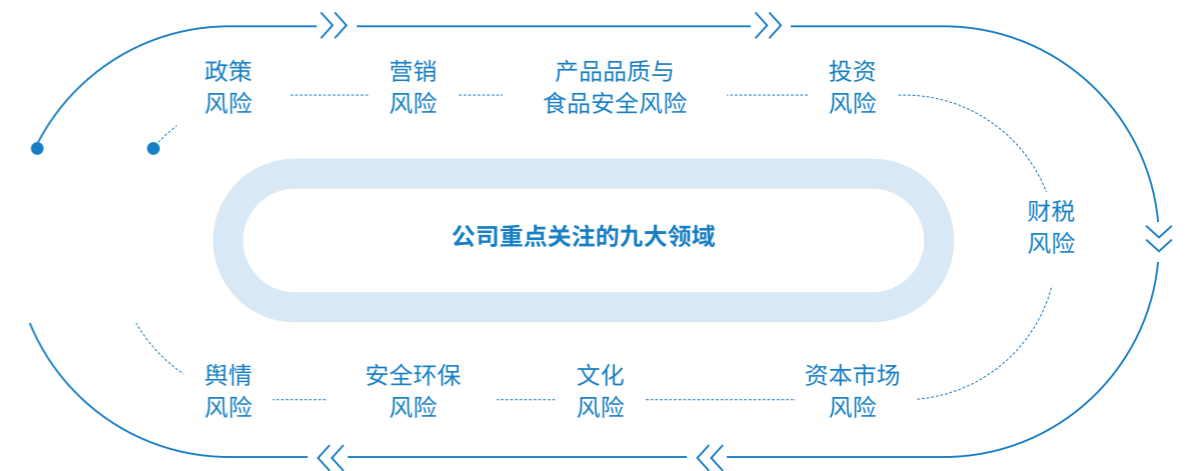 政策
风险
营销
风险
产品品质与
食品安全风险
投资
风险
财税
风险
公司重点关注的九大领域
舆情
风险
安全环保
风险
文化
风险
资本市场
风险